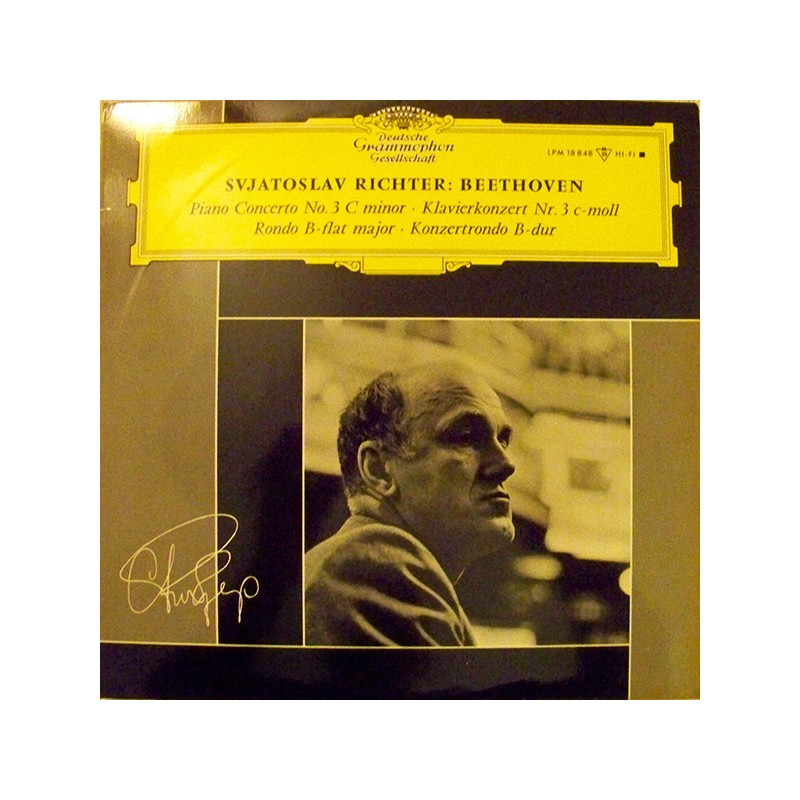 Deutsche
Grammophon
Gesellschaft
LPM 18 848 HI-FI
SVJATOSLAV RICHTER: BEETHOVEN
Piano Concerto No. 3 C minor · Klavierkonzert Nr. 3 c-moll
Rondo B-flat major · Konzertrondo B-dur